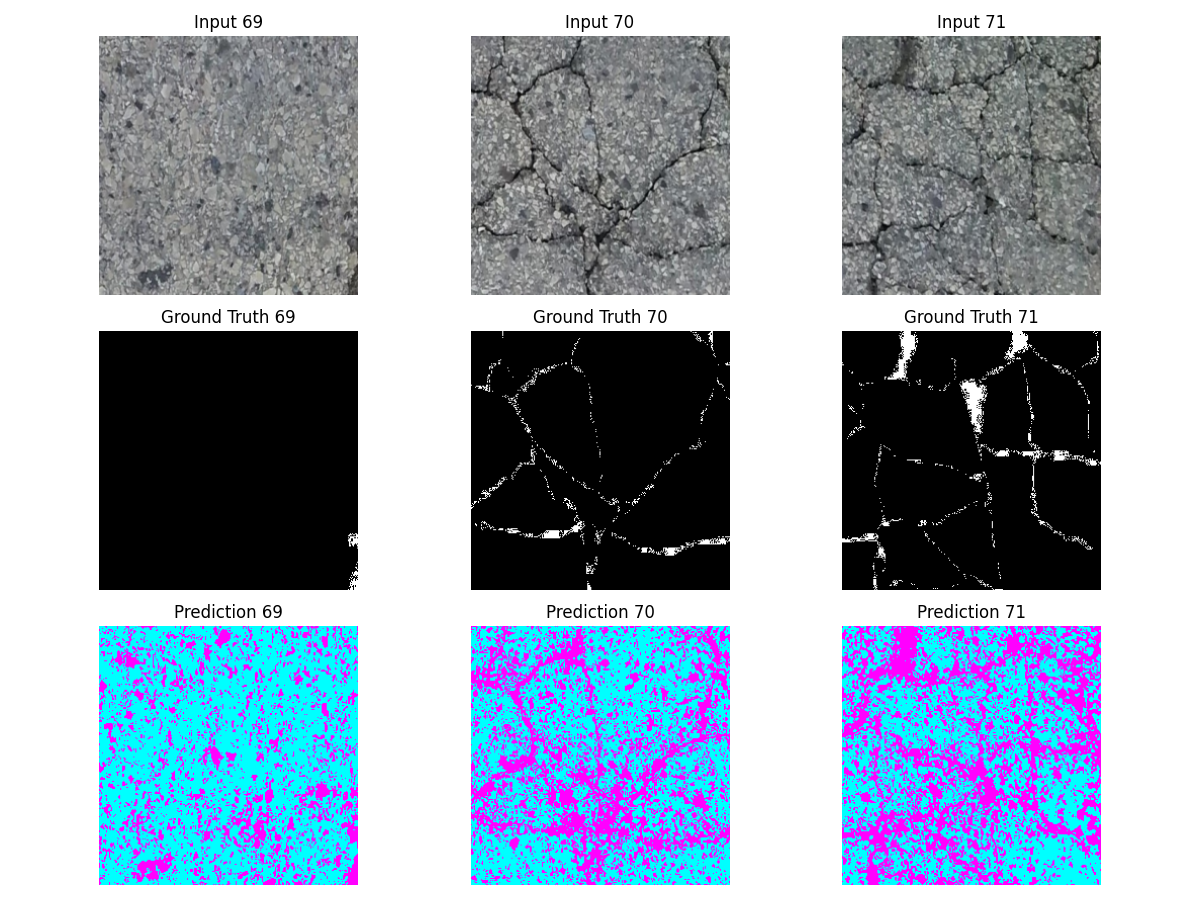 Input 69
Input 70
Input 71
Ground Truth 69
Ground Truth 70
Ground Truth 71
Prediction 69
Prediction 70
Prediction 71